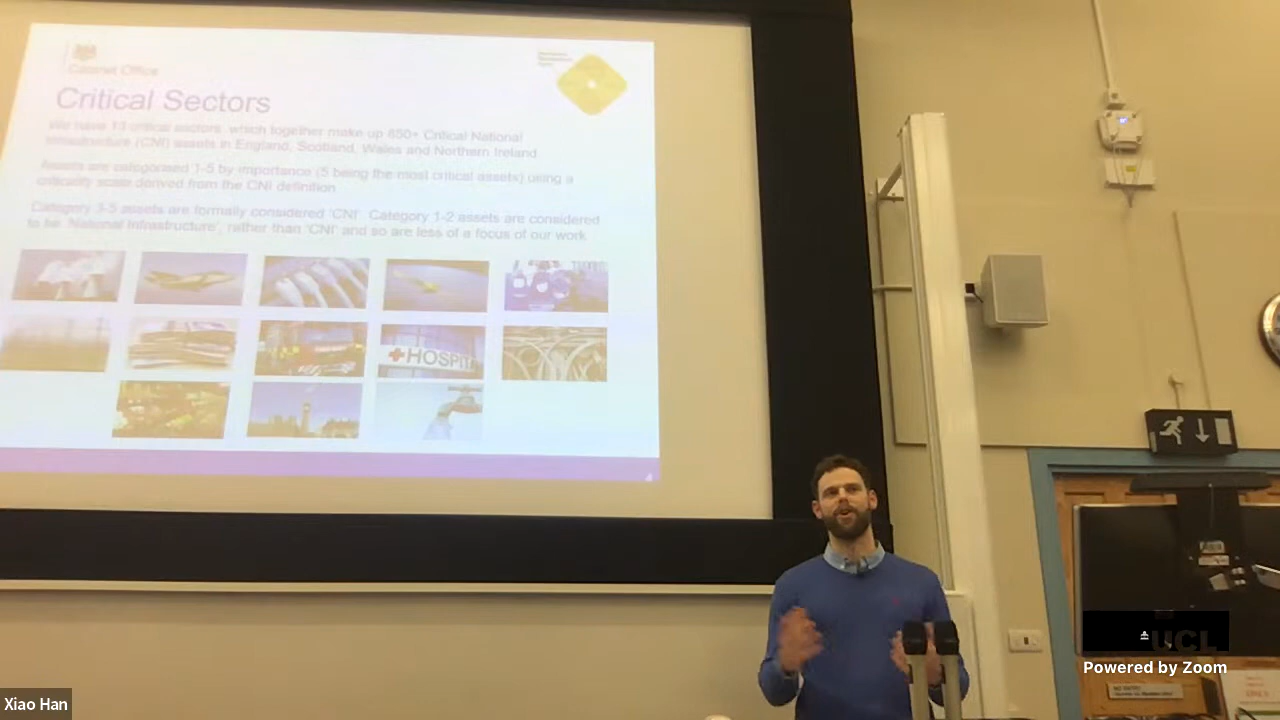 Cabinet Office
Critical Sectors
We have 13 critical sectors, which together make up 650+ Critical National
Infrastructure (CNI) assets in England, Scotland, Wales and Northern Ireland
Assets are categorised 1-5 by importance (5 being the most critical assets) using a
criticality scale derived from the CNI definition
Category 3-5 assets are formally considered 'CNI'. Category 1-2 assets are considered
to be 'National Infrastructure', rather than 'CNI' and so are less of a focus of our work
HOSPIT
4
UCL
Powered by Zoom
NO ENTRY
Xiao Han